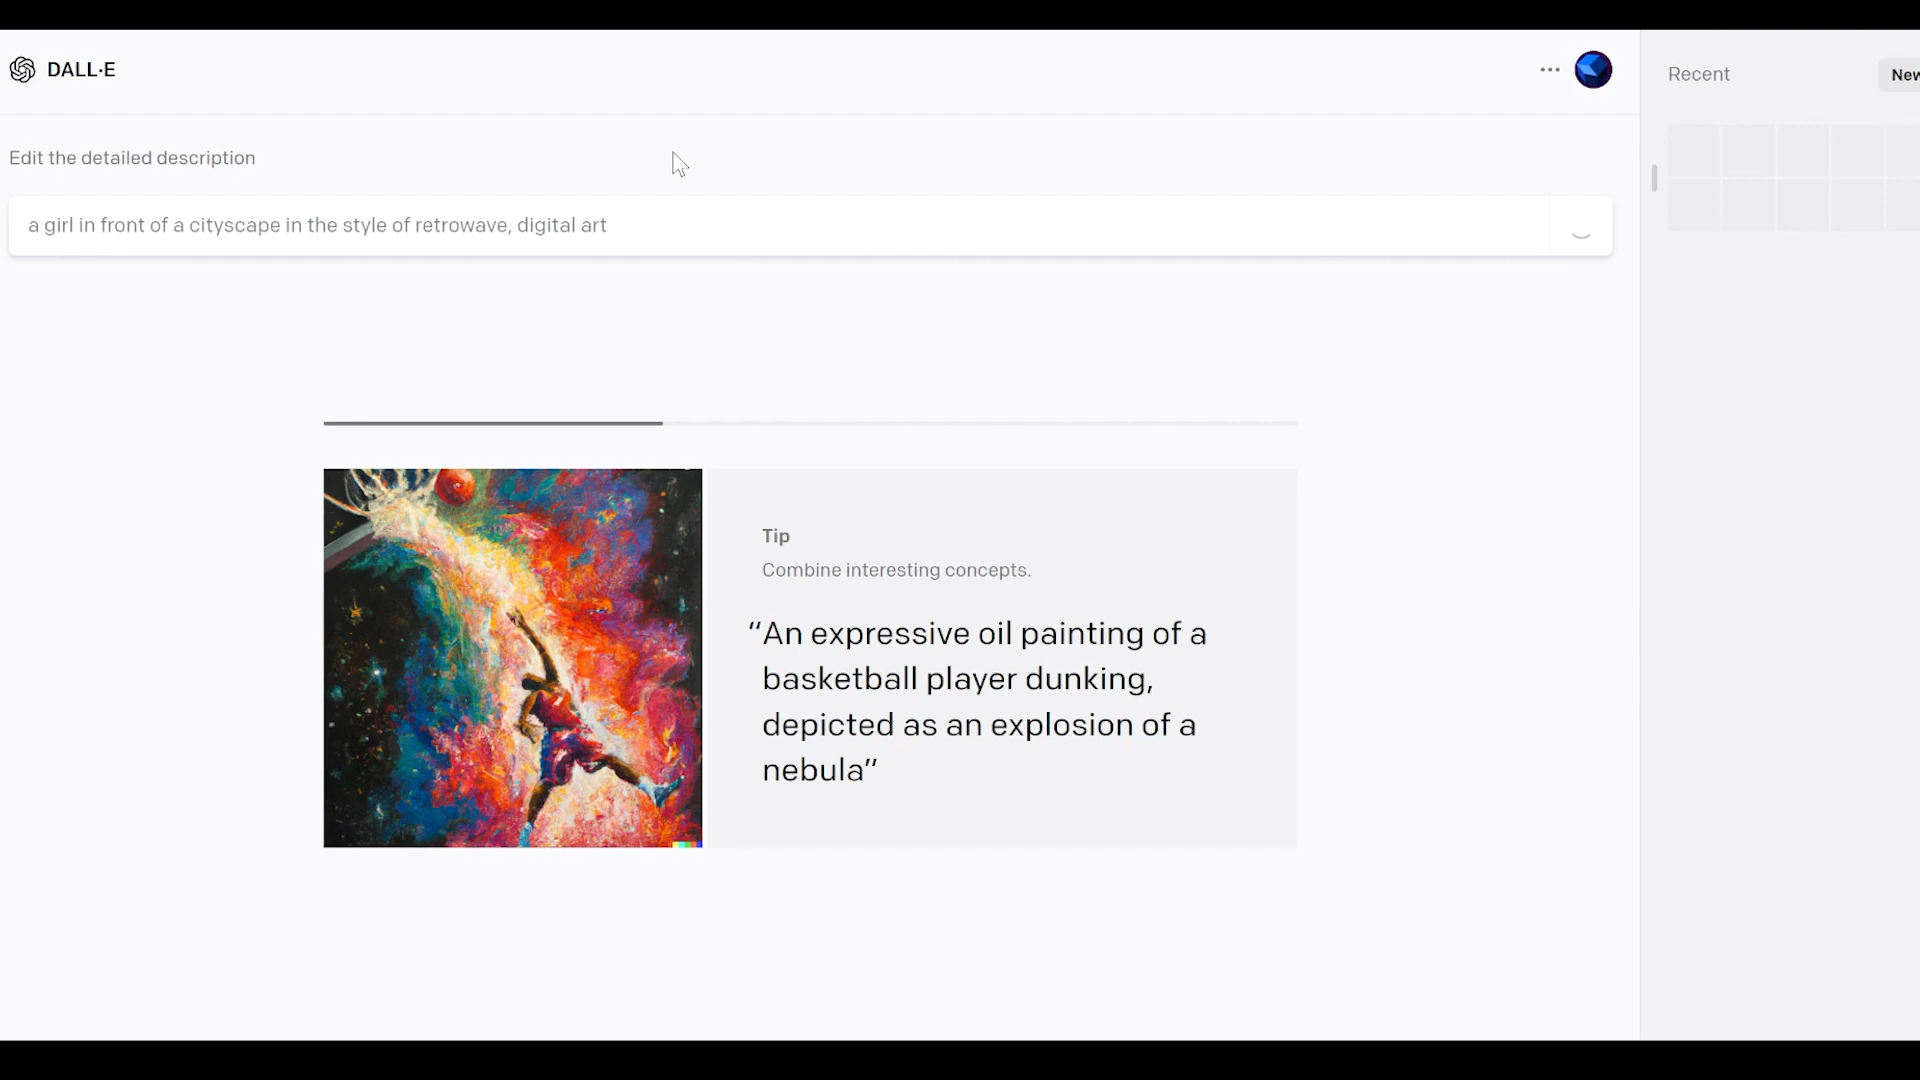 DALL·E
Recent
New
Edit the detailed description
a girl in front of a cityscape in the style of retrowave, digital art
Tip
Combine interesting concepts.
“An expressive oil painting of a
basketball player dunking,
depicted as an explosion of a
nebula”